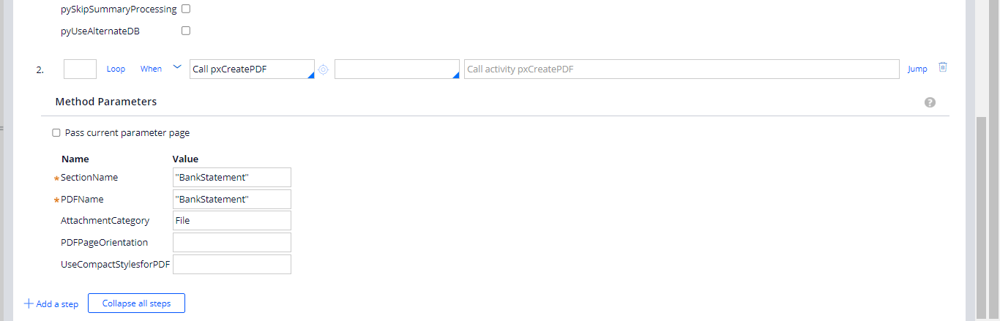 pySkipSummaryProcessing
pyUseAlternateDB
2. Loop When Call pxCreatePDF Call activity pxCreatePDF Jump
Method Parameters ?
Pass current parameter page
Name Value
* SectionName "BankStatement"
* PDFName "BankStatement"
AttachmentCategory File
PDFPageOrientation
UseCompactStylesforPDF
+ Add a step Collapse all steps